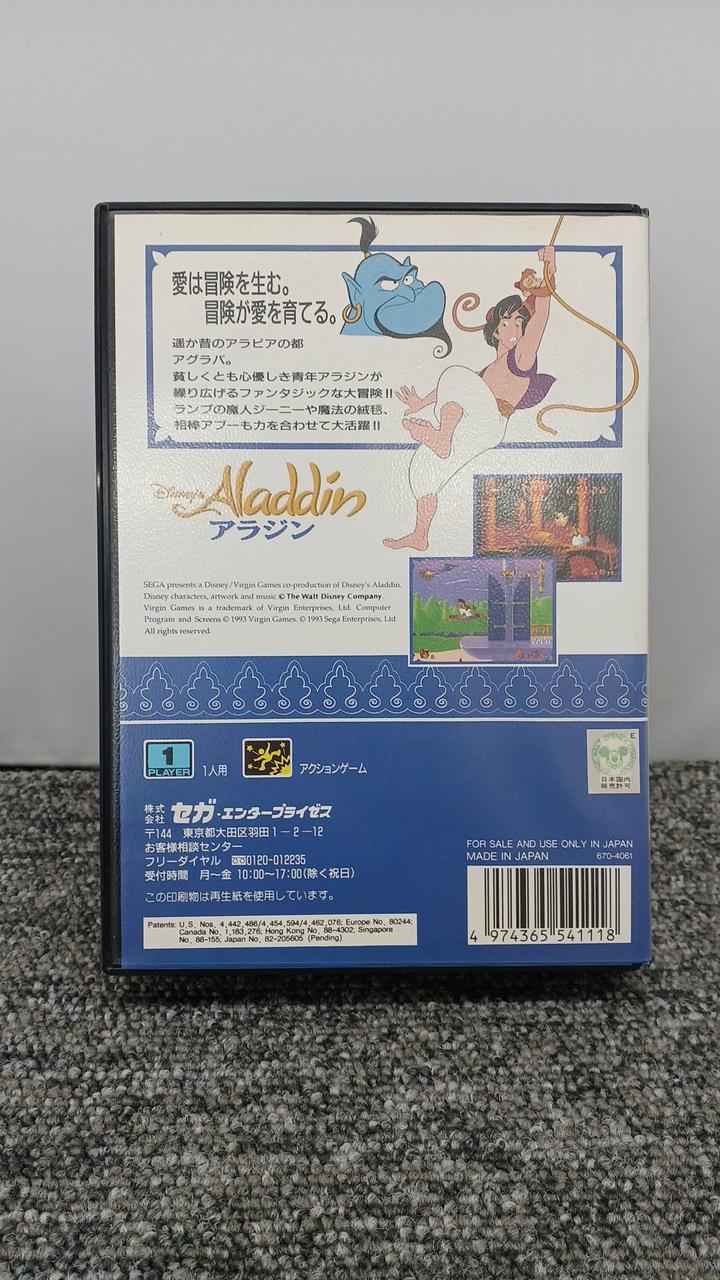 愛は冒険を生む。
冒険が愛を育てる。
遥か昔のアラビアの都
アグラバ。
貧しくとも心優しき青年アラジンが
繰り広げるファンタジックな大冒険!!
ランプの魔人ジーニーや魔法の絨毯、
相棒アブーも力を合わせて大活躍!!
Disney's Aladdin
アラジン
SEGA presents a Disney/Virgin Games co-production of Disney's Aladdin.
Disney characters, artwork and music © The Walt Disney Company.
Virgin Games is a trademark of Virgin Enterprises, Ltd. Computer
Program and Screens © 1993 Virgin Games. © 1993 Sega Enterprises, Ltd.
All rights reserved.
1
PLAYER
1人用
アクションゲーム
E
日本国内
販売許可
株式
会社 セガ・エンタープライゼス
〒144 東京都大田区羽田1-2-12
お客様相談センター
フリーダイヤル 0120-012235
受付時間 月〜金 10:00〜17:00(除く祝日)
この印刷物は再生紙を使用しています。
FOR SALE AND USE ONLY IN JAPAN
MADE IN JAPAN 670-4061
Patents: U.S. Nos. 4,442,486/4,454,594/4,462,076; Europe No. 80244;
Canada No. 1,183,276; Hong Kong No. 88-4302; Singapore
No. 88-155; Japan No. 82-205605 (Pending)
4 974365 541118